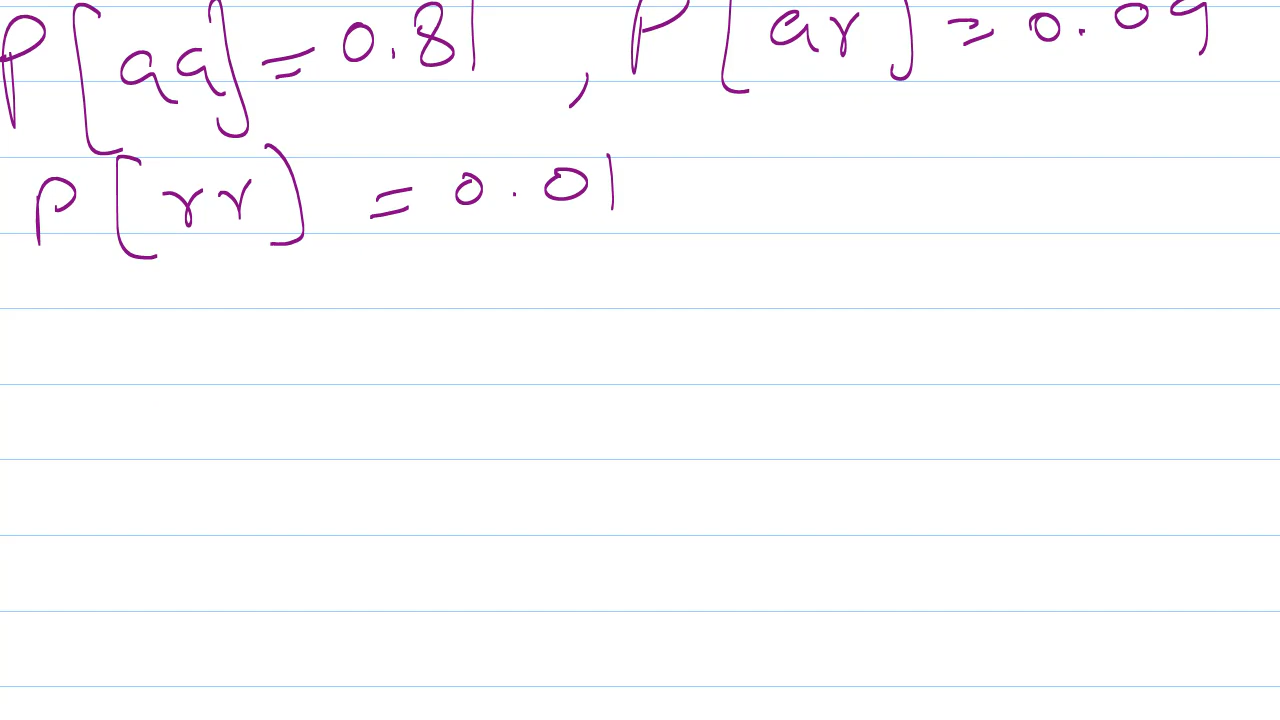 P[aa] = 0.81 , P[ar] = 0.09
P[rr] = 0.01